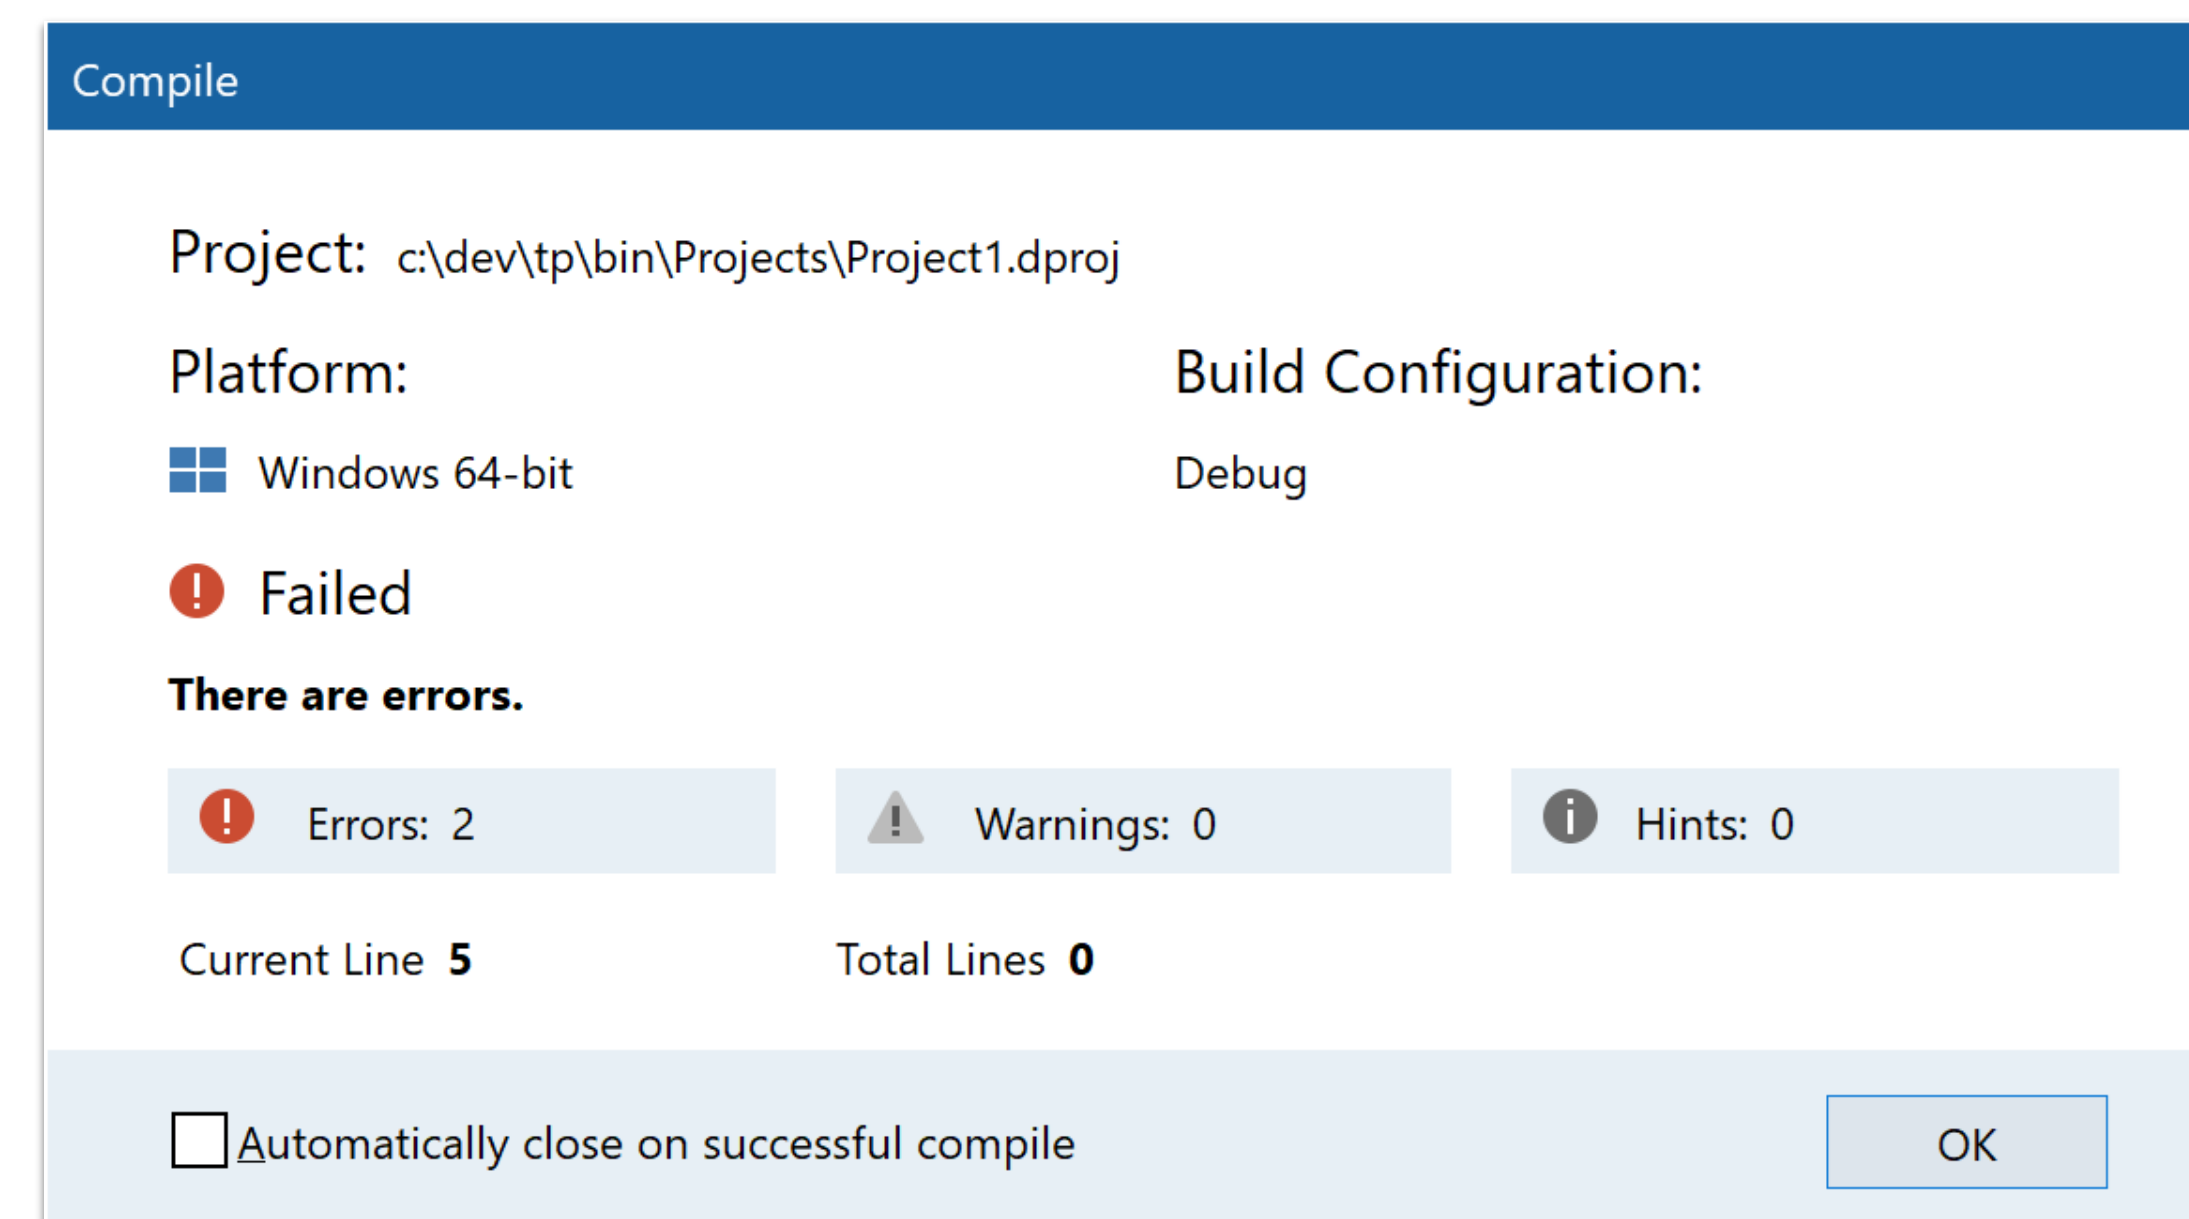 Compile
Project: c:\dev\tp\bin\Projects\Project1.dproj
Platform: Build Configuration:
Windows 64-bit Debug
Failed
There are errors.
Errors: 2 Warnings: 0 Hints: 0
Current Line 5 Total Lines 0
Automatically close on successful compile OK